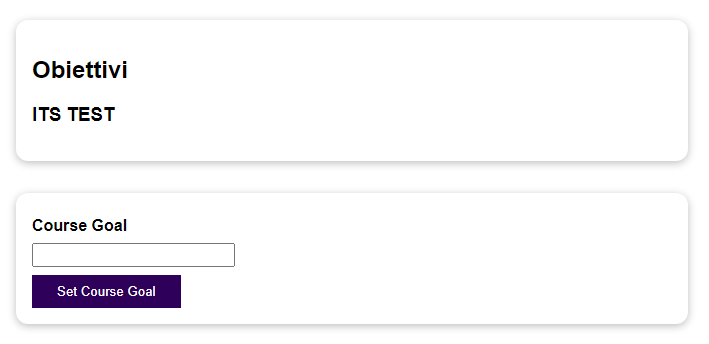 Obiettivi
ITS TEST
Course Goal
Set Course Goal